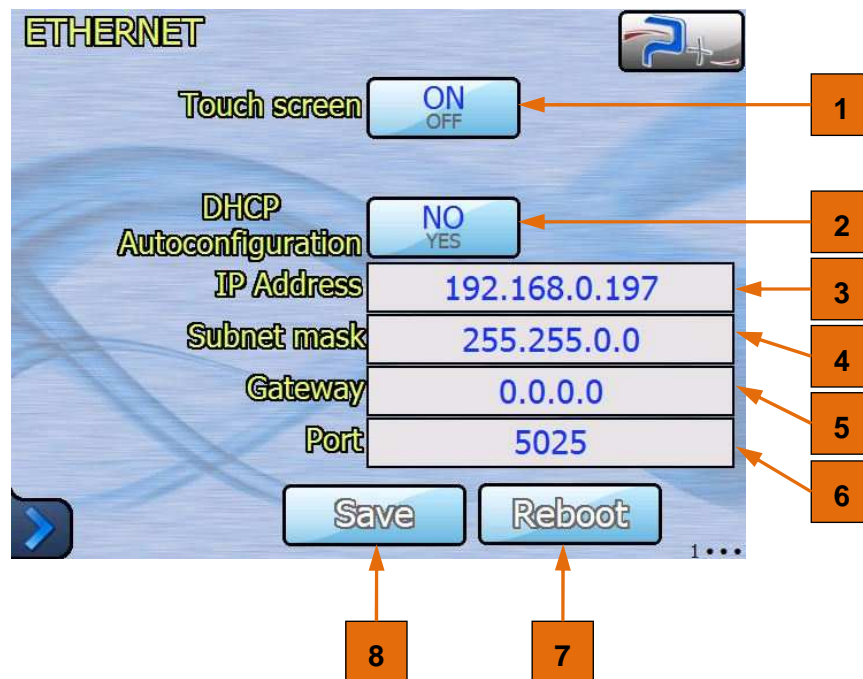 ETHERNET
Touch screen
ON
OFF
1
DHCP
Autoconfiguration
NO
YES
2
IP Address
192.168.0.197
3
Subnet mask
255.255.0.0
4
Gateway
0.0.0.0
5
Port
5025
6
Save
Reboot
1
8
7